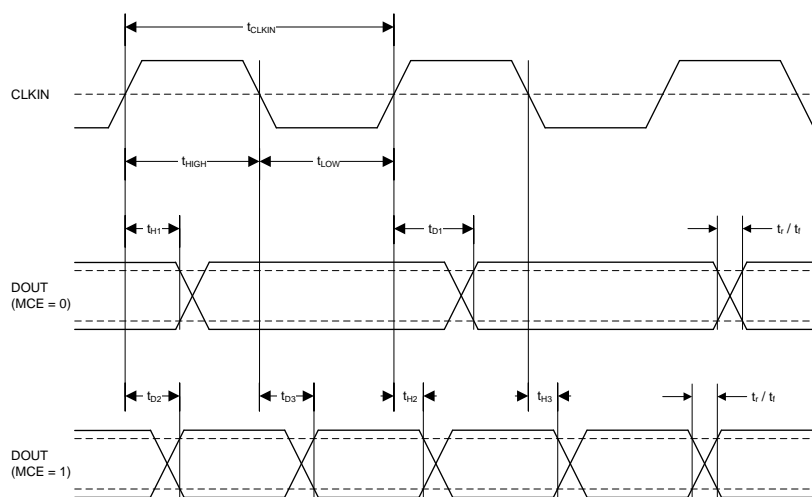 tCLKIN
CLKIN
tHIGH
tLOW
tH1
tD1
tr / tf
DOUT
(MCE = 0)
tD2
tD3
tH2
tH3
tr / tf
DOUT
(MCE = 1)